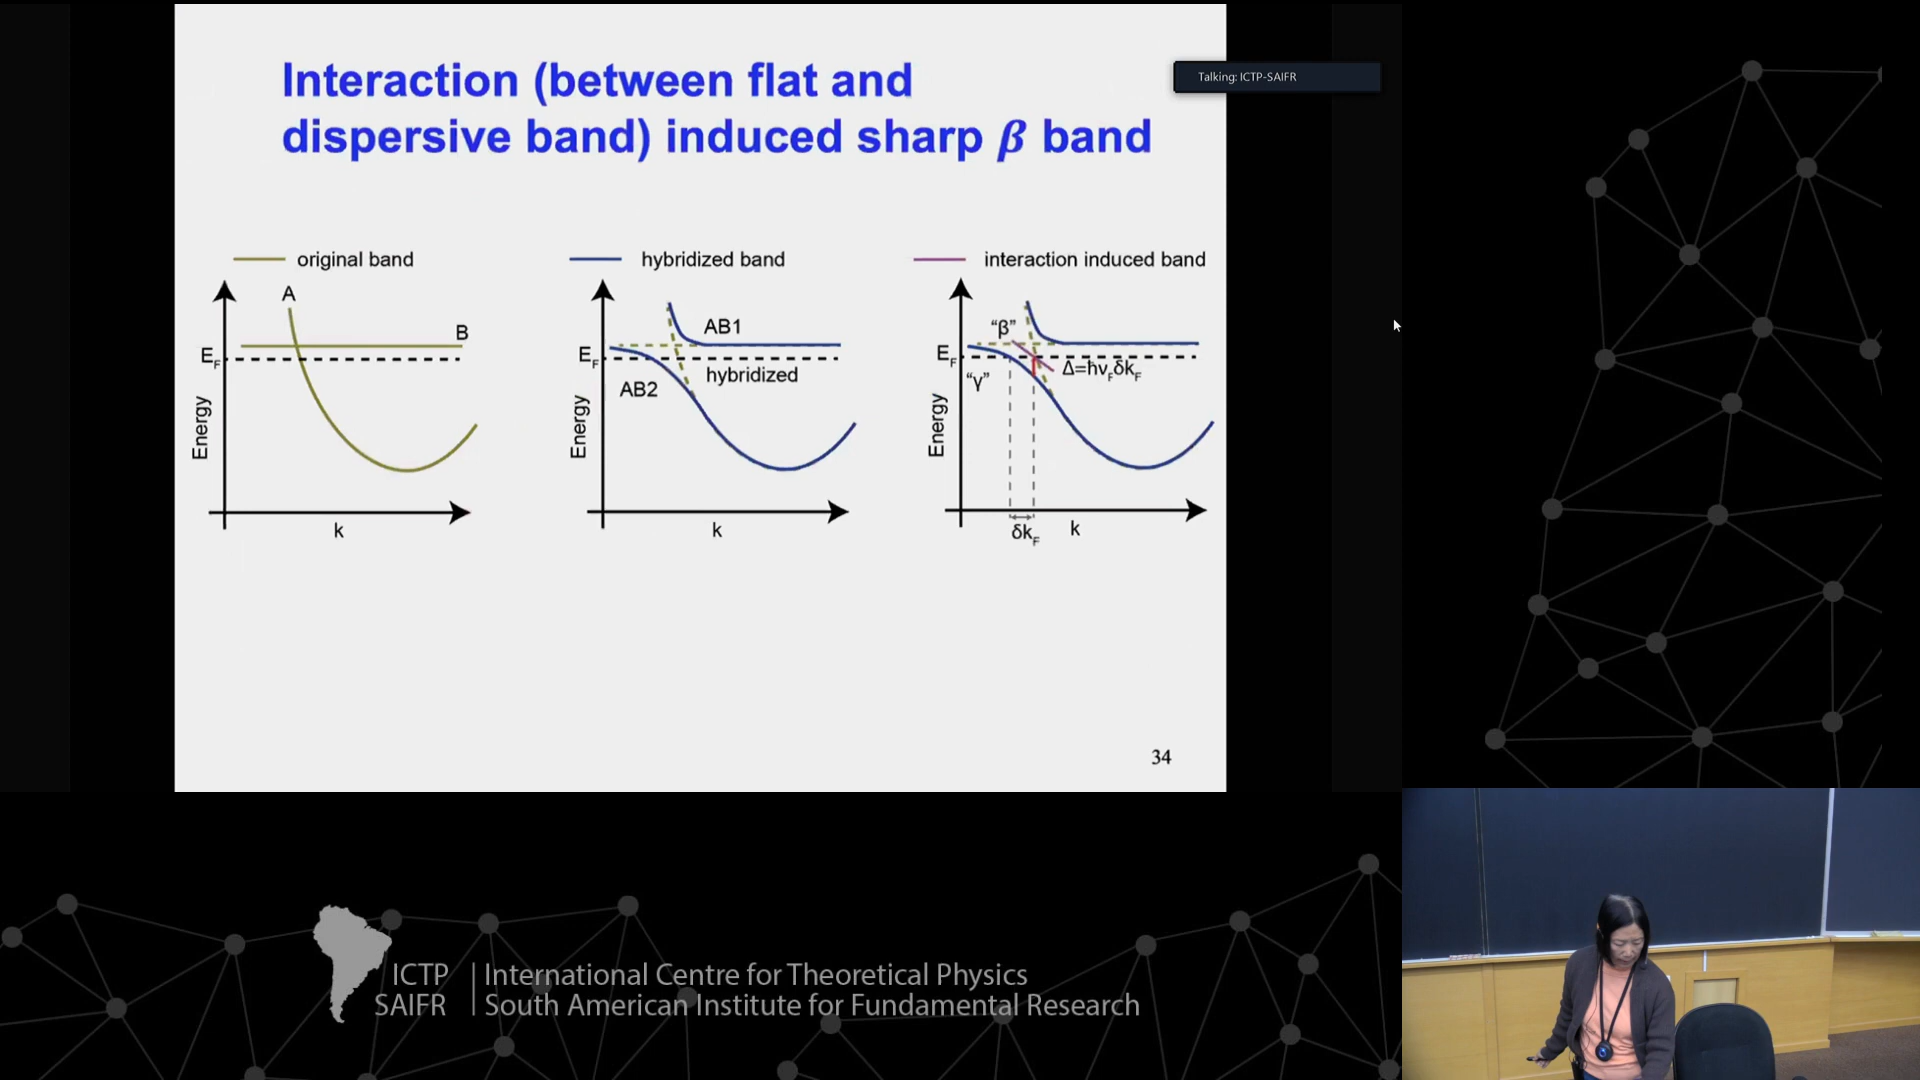 Interaction (between flat and
dispersive band) induced sharp β band
Talking: ICTP-SAIFR
original band
A
B
E_F
Energy
k
hybridized band
AB1
E_F
hybridized
AB2
Energy
k
interaction induced band
“β”
E_F
“γ”
Δ=ħν_Fδk_F
Energy
δk_F
k
34
ICTP
SAIFR
International Centre for Theoretical Physics
South American Institute for Fundamental Research